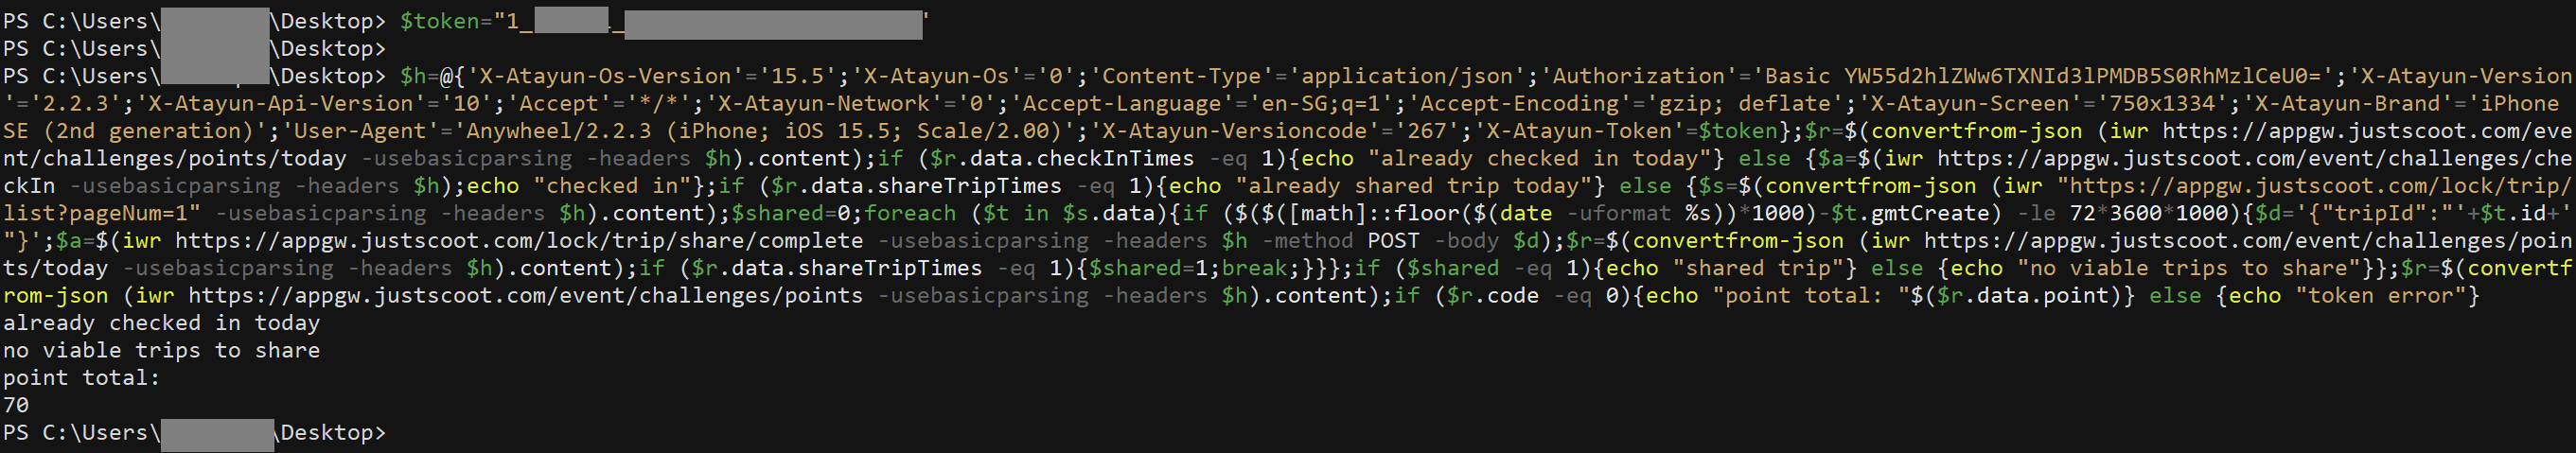 PS C:\Users\ \Desktop> $token="1_ _ "
PS C:\Users\ \Desktop>
PS C:\Users\ \Desktop> $h=@{'X-Atayun-Os-Version'='15.5';'X-Atayun-Os'='0';'Content-Type'='application/json';'Authorization'='Basic YW55d2hlZWw6TXNId3lPMDB5S0RhMzlCeU0=';'X-Atayun-Version
'='2.2.3';'X-Atayun-Api-Version'='10';'Accept'='*/*';'X-Atayun-Network'='0';'Accept-Language'='en-SG;q=1';'Accept-Encoding'='gzip; deflate';'X-Atayun-Screen'='750x1334';'X-Atayun-Brand'='iPhone
SE (2nd generation)';'User-Agent'='Anywheel/2.2.3 (iPhone; iOS 15.5; Scale/2.00)';'X-Atayun-Versioncode'='267';'X-Atayun-Token'=$token};$r=$(convertfrom-json (iwr https://appgw.justscoot.com/eve
nt/challenges/points/today -usebasicparsing -headers $h).content);if ($r.data.checkInTimes -eq 1){echo "already checked in today"} else {$a=$(iwr https://appgw.justscoot.com/event/challenges/che
ckIn -usebasicparsing -headers $h);echo "checked in"};if ($r.data.shareTripTimes -eq 1){echo "already shared trip today"} else {$s=$(convertfrom-json (iwr "https://appgw.justscoot.com/lock/trip/
list?pageNum=1" -usebasicparsing -headers $h).content);$shared=0;foreach ($t in $s.data){if ($($([math]::floor($(date -uformat %s))*1000)-$t.gmtCreate) -le 72*3600*1000){$d='{"tripId":"'+$t.id+'
"}';$a=$(iwr https://appgw.justscoot.com/lock/trip/share/complete -usebasicparsing -headers $h -method POST -body $d);$r=$(convertfrom-json (iwr https://appgw.justscoot.com/event/challenges/poin
ts/today -usebasicparsing -headers $h).content);if ($r.data.shareTripTimes -eq 1){$shared=1;break;}}};if ($shared -eq 1){echo "shared trip"} else {echo "no viable trips to share"}};$r=$(convertf
rom-json (iwr https://appgw.justscoot.com/event/challenges/points -usebasicparsing -headers $h).content);if ($r.code -eq 0){echo "point total: "$($r.data.point)} else {echo "token error"}
already checked in today
no viable trips to share
point total:
70
PS C:\Users\ \Desktop>